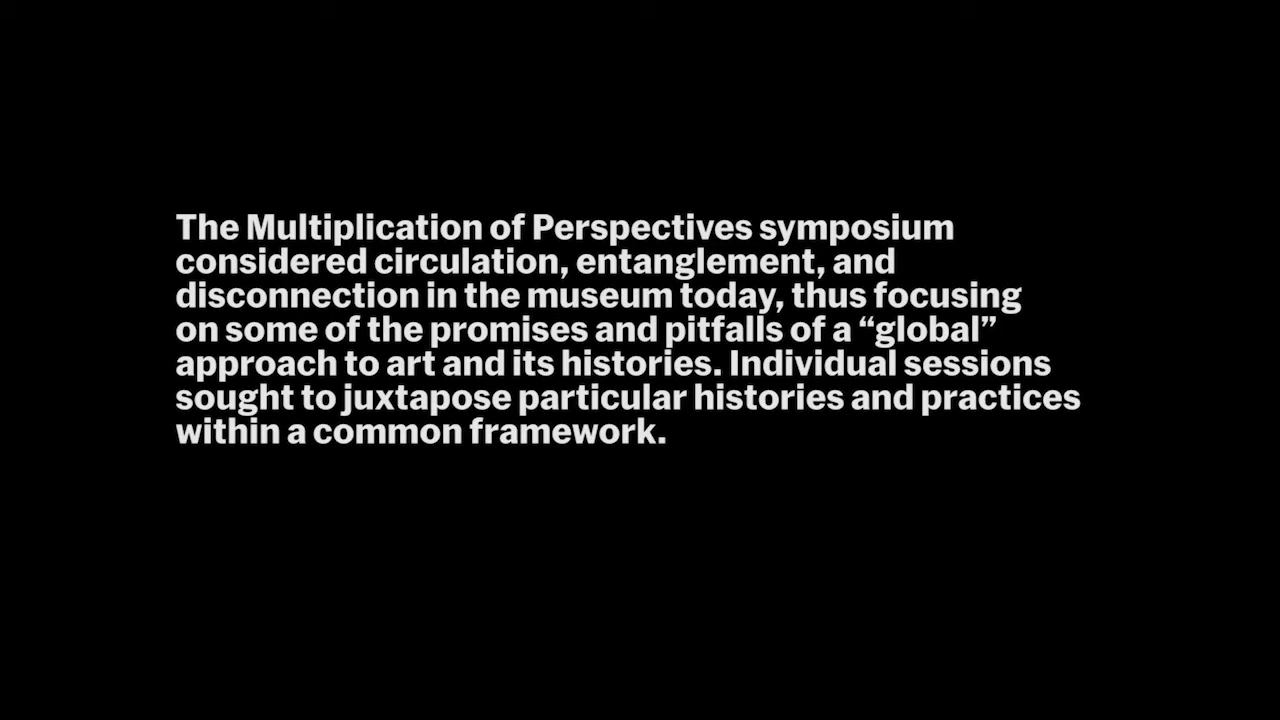 The Multiplication of Perspectives symposium
considered circulation, entanglement, and
disconnection in the museum today, thus focusing
on some of the promises and pitfalls of a “global”
approach to art and its histories. Individual sessions
sought to juxtapose particular histories and practices
within a common framework.